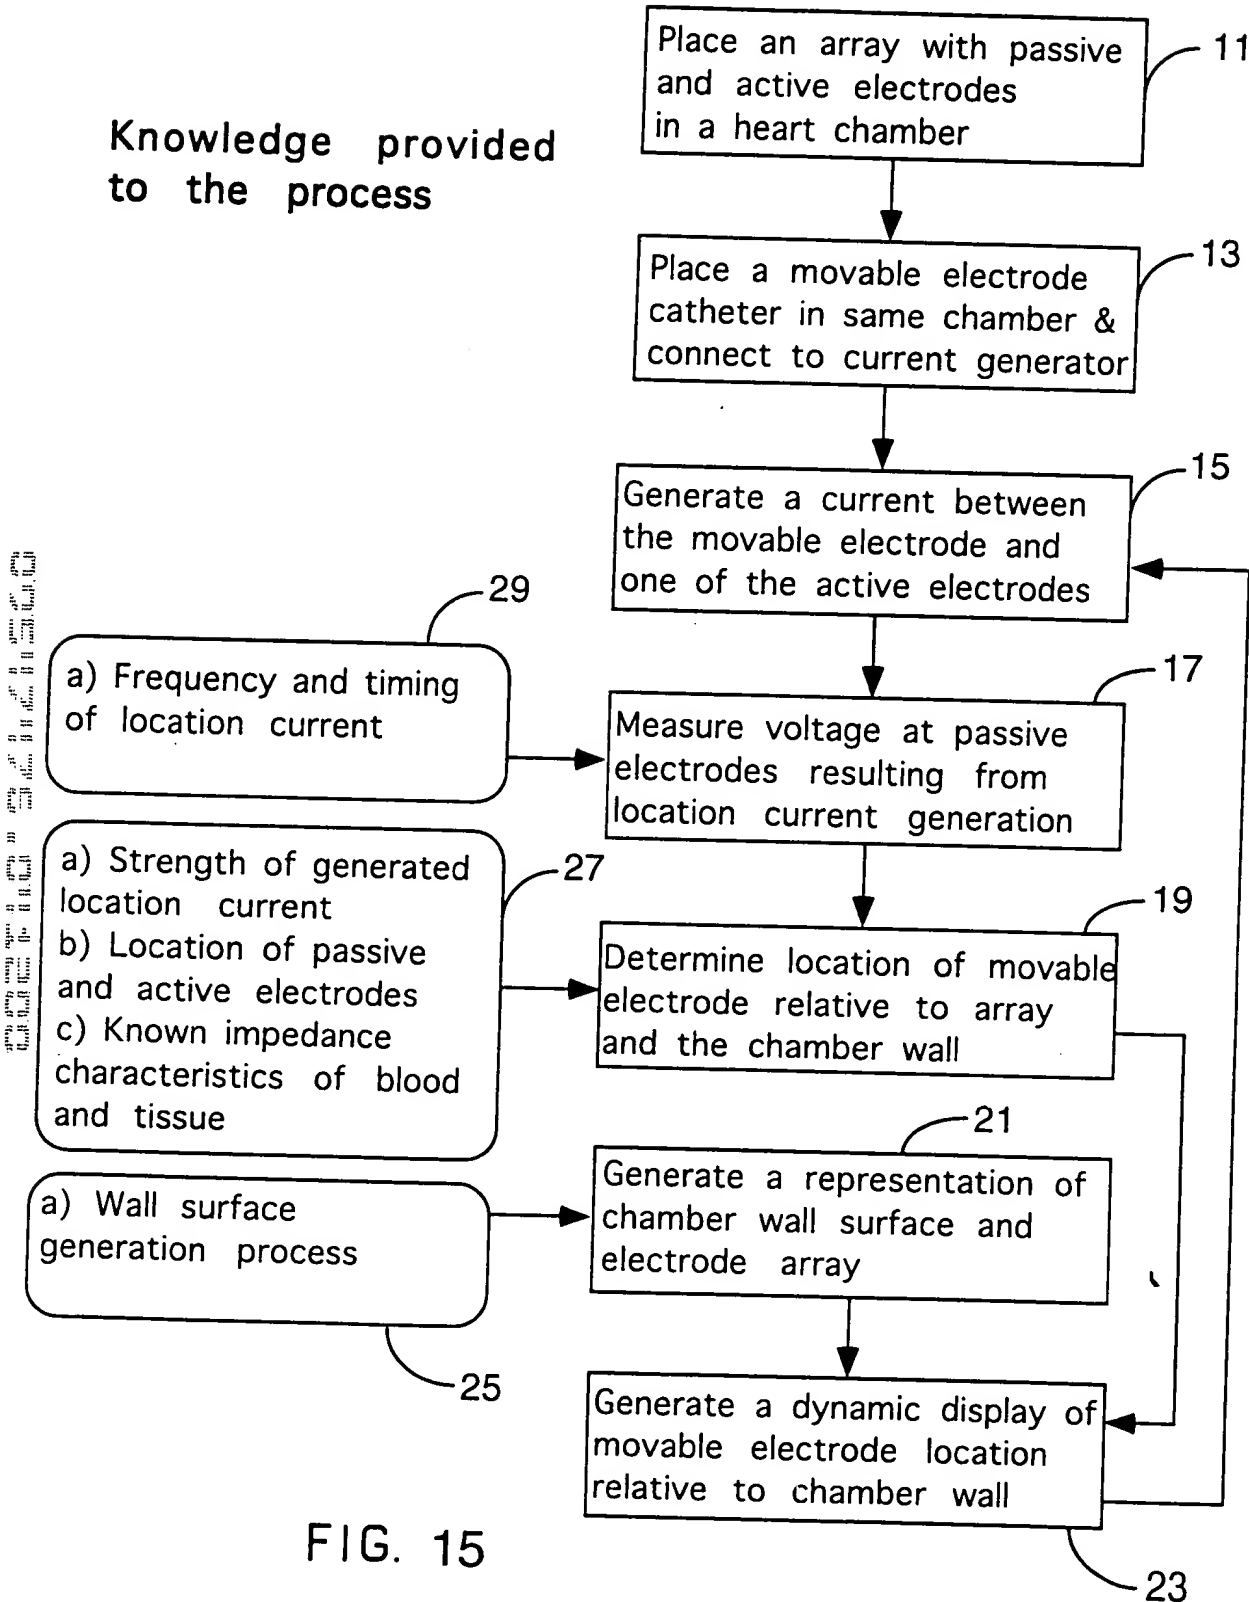 Place an array with passive
and active electrodes
in a heart chamber
11
Knowledge provided
to the process
Place a movable electrode
catheter in same chamber &
connect to current generator
13
Generate a current between
the movable electrode and
one of the active electrodes
15
29
a) Frequency and timing
of location current
Measure voltage at passive
electrodes resulting from
location current generation
17
a) Strength of generated
location current
b) Location of passive
and active electrodes
c) Known impedance
characteristics of blood
and tissue
27
Determine location of movable
electrode relative to array
and the chamber wall
19
a) Wall surface
generation process
25
Generate a representation of
chamber wall surface and
electrode array
21
Generate a dynamic display of
movable electrode location
relative to chamber wall
23
FIG. 15